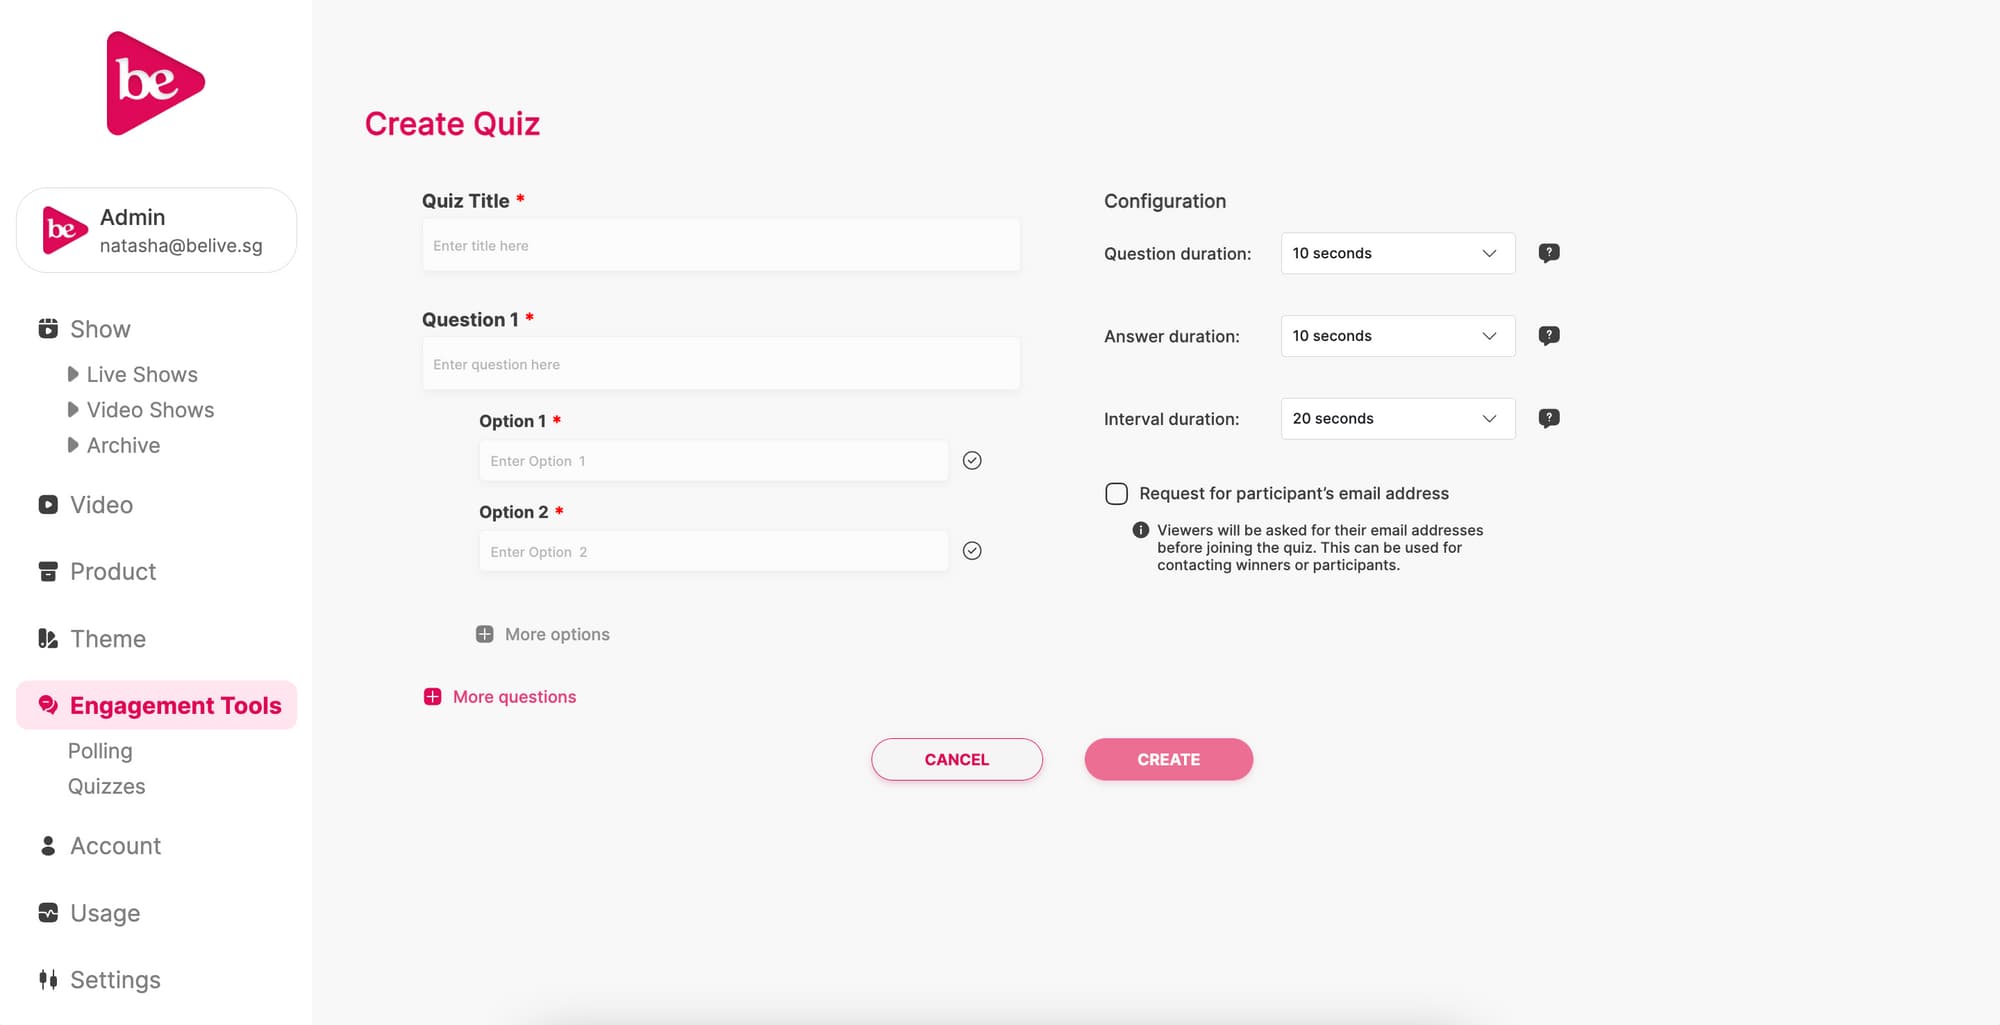 be
be
Admin
natasha@belive.sg
Show
Live Shows
Video Shows
Archive
Video
Product
Theme
Engagement Tools
Polling
Quizzes
Account
Usage
Settings
Create Quiz
Quiz Title *
Enter title here
Question 1 *
Enter question here
Option 1 *
Enter Option 1
Option 2 *
Enter Option 2
More options
More questions
Configuration
Question duration: 10 seconds ?
Answer duration: 10 seconds ?
Interval duration: 20 seconds ?
Request for participant’s email address
Viewers will be asked for their email addresses
before joining the quiz. This can be used for
contacting winners or participants.
CANCEL
CREATE